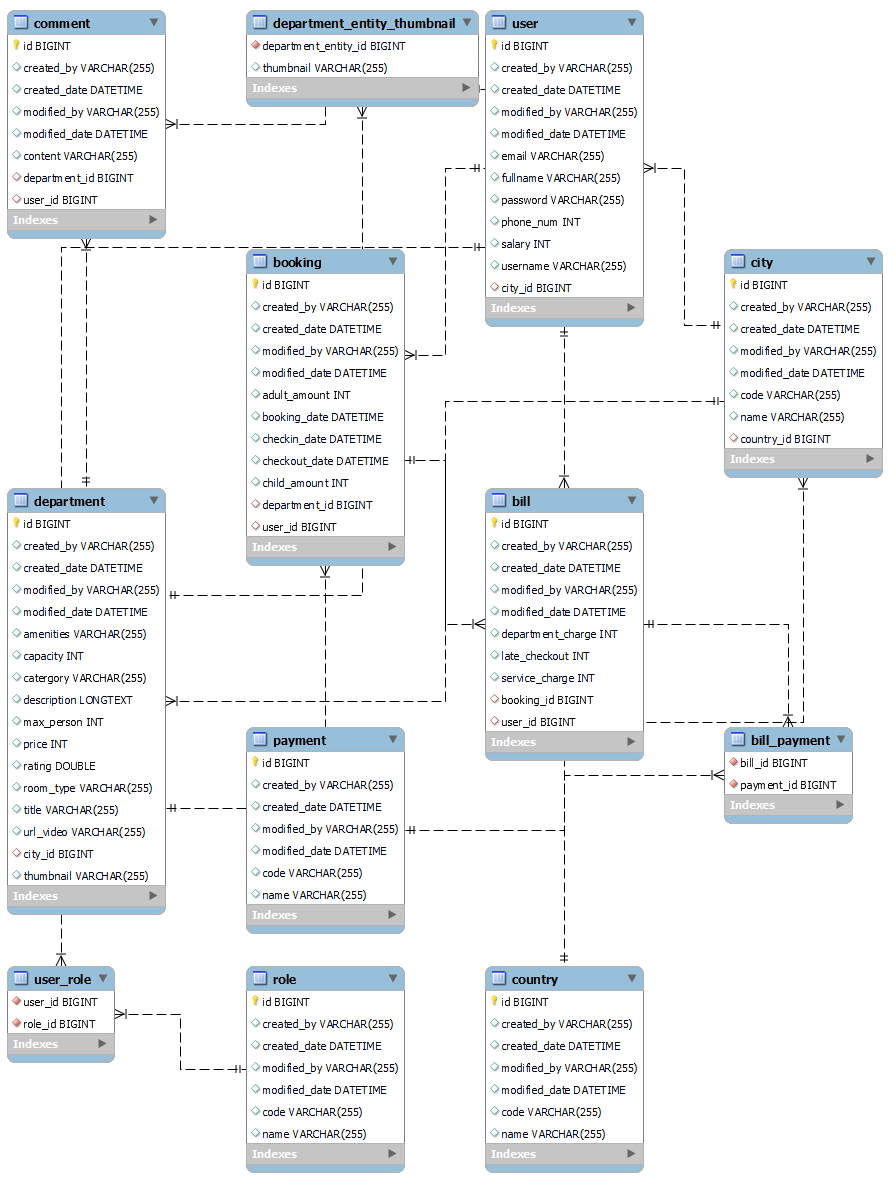 comment
id BIGINT
created_by VARCHAR(255)
created_date DATETIME
modified_by VARCHAR(255)
modified_date DATETIME
content VARCHAR(255)
department_id BIGINT
user_id BIGINT
Indexes
department_entity_thumbnail
department_entity_id BIGINT
thumbnail VARCHAR(255)
Indexes
user
id BIGINT
created_by VARCHAR(255)
created_date DATETIME
modified_by VARCHAR(255)
modified_date DATETIME
email VARCHAR(255)
fullname VARCHAR(255)
password VARCHAR(255)
phone_num INT
salary INT
username VARCHAR(255)
city_id BIGINT
Indexes
booking
id BIGINT
created_by VARCHAR(255)
created_date DATETIME
modified_by VARCHAR(255)
modified_date DATETIME
adult_amount INT
booking_date DATETIME
checkin_date DATETIME
checkout_date DATETIME
child_amount INT
department_id BIGINT
user_id BIGINT
Indexes
city
id BIGINT
created_by VARCHAR(255)
created_date DATETIME
modified_by VARCHAR(255)
modified_date DATETIME
code VARCHAR(255)
name VARCHAR(255)
country_id BIGINT
Indexes
department
id BIGINT
created_by VARCHAR(255)
created_date DATETIME
modified_by VARCHAR(255)
modified_date DATETIME
amenities VARCHAR(255)
capacity INT
catergory VARCHAR(255)
description LONGTEXT
max_person INT
price INT
rating DOUBLE
room_type VARCHAR(255)
title VARCHAR(255)
url_video VARCHAR(255)
city_id BIGINT
thumbnail VARCHAR(255)
Indexes
bill
id BIGINT
created_by VARCHAR(255)
created_date DATETIME
modified_by VARCHAR(255)
modified_date DATETIME
department_charge INT
late_checkout INT
service_charge INT
booking_id BIGINT
user_id BIGINT
Indexes
payment
id BIGINT
created_by VARCHAR(255)
created_date DATETIME
modified_by VARCHAR(255)
modified_date DATETIME
code VARCHAR(255)
name VARCHAR(255)
Indexes
bill_payment
bill_id BIGINT
payment_id BIGINT
Indexes
user_role
user_id BIGINT
role_id BIGINT
Indexes
role
id BIGINT
created_by VARCHAR(255)
created_date DATETIME
modified_by VARCHAR(255)
modified_date DATETIME
code VARCHAR(255)
name VARCHAR(255)
Indexes
country
id BIGINT
created_by VARCHAR(255)
created_date DATETIME
modified_by VARCHAR(255)
modified_date DATETIME
code VARCHAR(255)
name VARCHAR(255)
Indexes